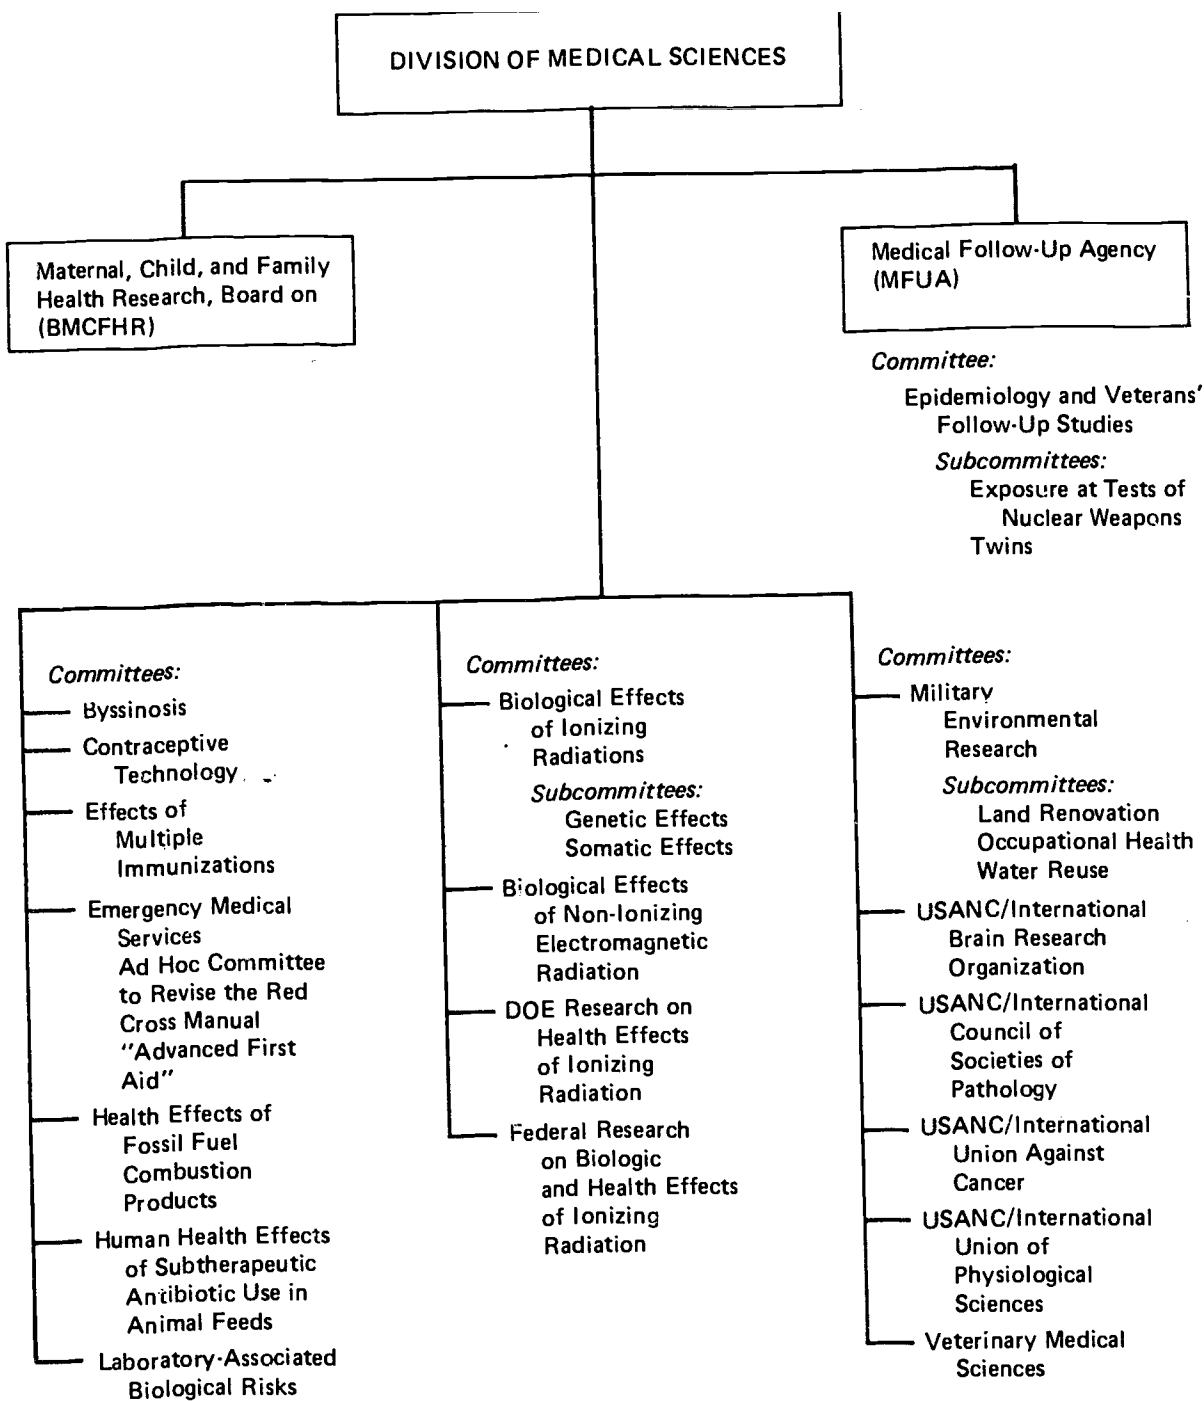 DIVISION OF MEDICAL SCIENCES
Maternal, Child, and Family
Health Research, Board on
(BMCFHR)
Medical Follow-Up Agency
(MFUA)
Committee:
Epidemiology and Veterans'
Follow-Up Studies
Subcommittees:
Exposure at Tests of
Nuclear Weapons
Twins
Committees:
Byssinosis
Contraceptive
Technology
Effects of
Multiple
Immunizations
Emergency Medical
Services
Ad Hoc Committee
to Revise the Red
Cross Manual
"Advanced First
Aid"
Health Effects of
Fossil Fuel
Combustion
Products
Human Health Effects
of Subtherapeutic
Antibiotic Use in
Animal Feeds
Laboratory-Associated
Biological Risks
Committees:
Biological Effects
of Ionizing
Radiations
Subcommittees:
Genetic Effects
Somatic Effects
Biological Effects
of Non-Ionizing
Electromagnetic
Radiation
DOE Research on
Health Effects
of Ionizing
Radiation
Federal Research
on Biologic
and Health Effects
of Ionizing
Radiation
Committees:
Military
Environmental
Research
Subcommittees:
Land Renovation
Occupational Health
Water Reuse
USANC/International
Brain Research
Organization
USANC/International
Council of
Societies of
Pathology
USANC/International
Union Against
Cancer
USANC/International
Union of
Physiological
Sciences
Veterinary Medical
Sciences